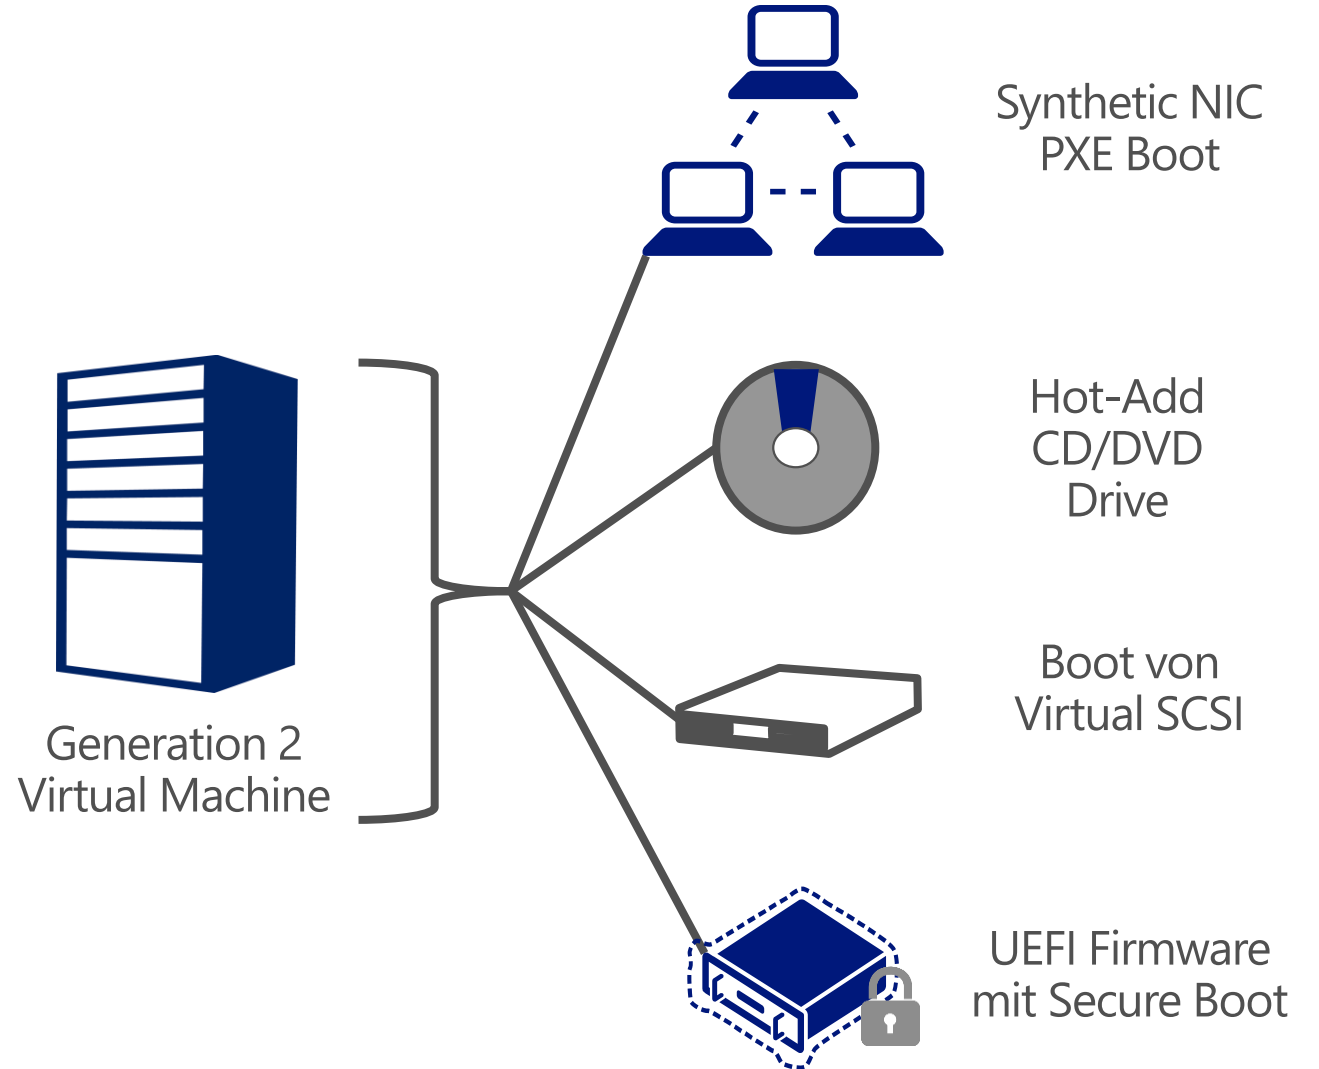 Synthetic NIC
PXE Boot
Hot-Add
CD/DVD
Drive
Boot von
Virtual SCSI
Generation 2
Virtual Machine
UEFI Firmware
mit Secure Boot